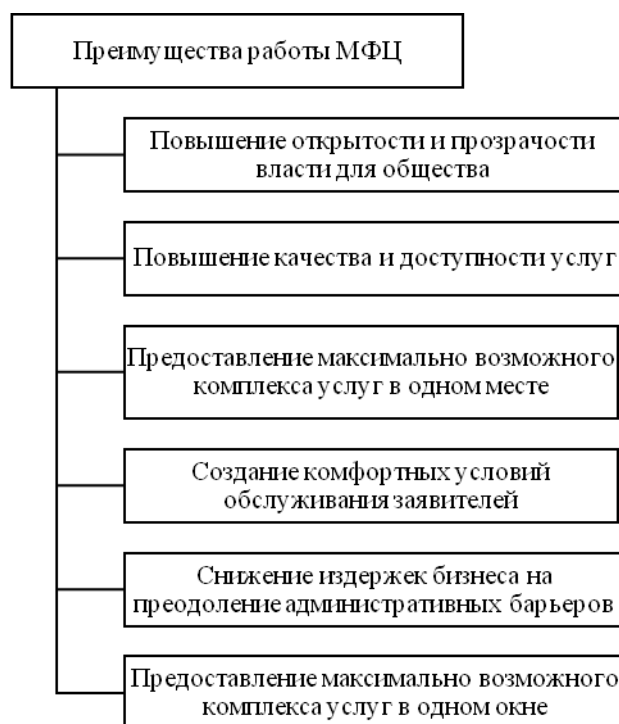 Преимущества работы МФЦ
Повышение открытости и прозрачости
власти для общества
Повышение качества и доступности услуг
Предоставление максимально возможного
комплекса услуг в одном месте
Создание комфортных условий
обслуживания заявителей
Снижение издержек бизнеса на
преодоление административных барьеров
Предоставление максимально возможного
комплекса услуг в одном окне